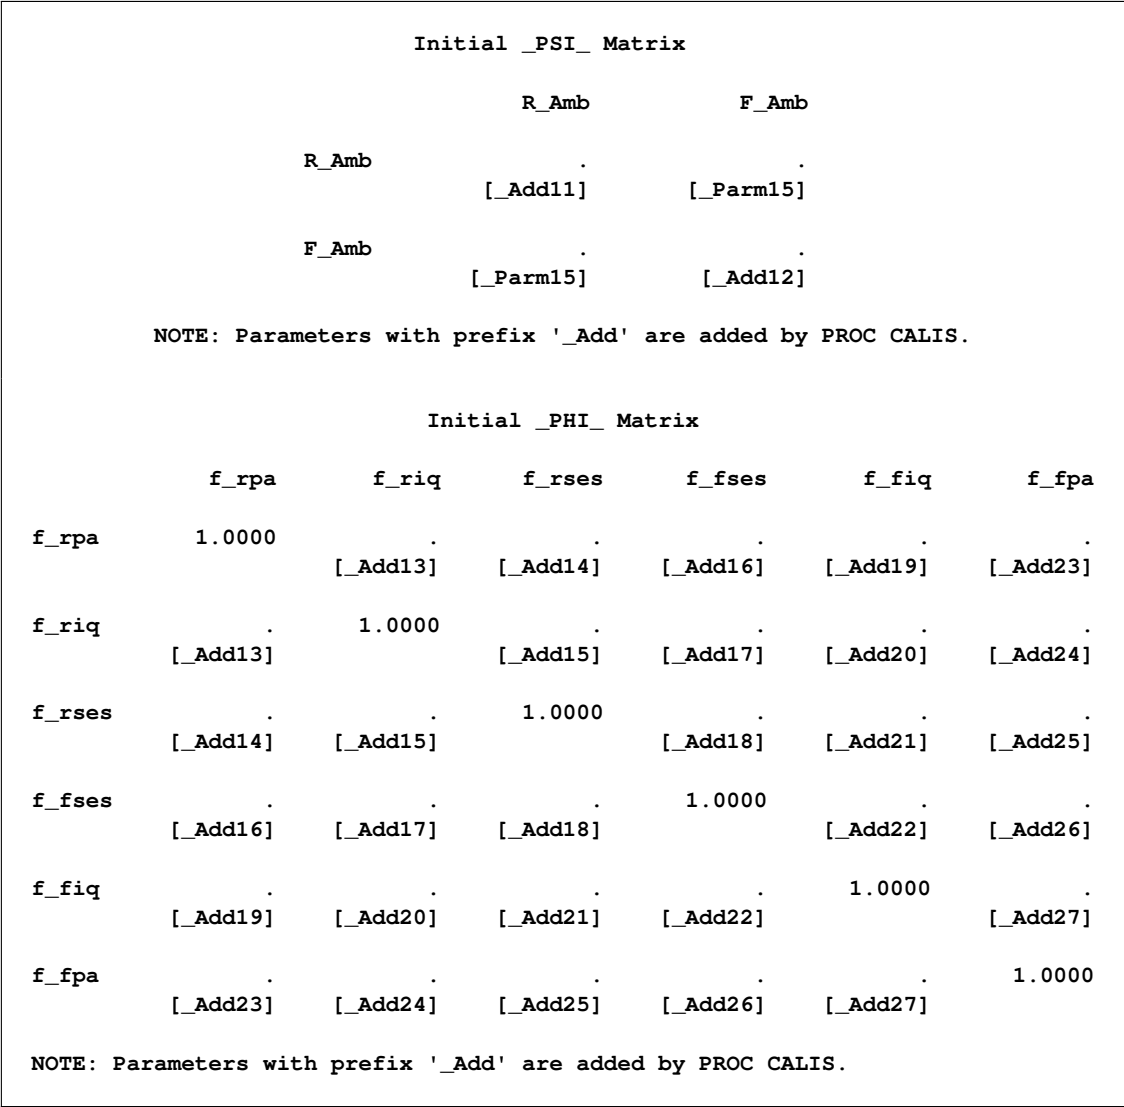 Initial _PSI_ Matrix
R_Amb F_Amb
R_Amb . .
[_Add11] [_Parm15]
F_Amb . .
[_Parm15] [_Add12]
NOTE: Parameters with prefix '_Add' are added by PROC CALIS.
Initial _PHI_ Matrix
f_rpa f_riq f_rses f_fses f_fiq f_fpa
f_rpa 1.0000 . . . . .
[_Add13] [_Add14] [_Add16] [_Add19] [_Add23]
f_riq . 1.0000 . . . .
[_Add13] [_Add15] [_Add17] [_Add20] [_Add24]
f_rses . . 1.0000 . . .
[_Add14] [_Add15] [_Add18] [_Add21] [_Add25]
f_fses . . . 1.0000 . .
[_Add16] [_Add17] [_Add18] [_Add22] [_Add26]
f_fiq . . . . 1.0000 .
[_Add19] [_Add20] [_Add21] [_Add22] [_Add27]
f_fpa . . . . . 1.0000
[_Add23] [_Add24] [_Add25] [_Add26] [_Add27]
NOTE: Parameters with prefix '_Add' are added by PROC CALIS.